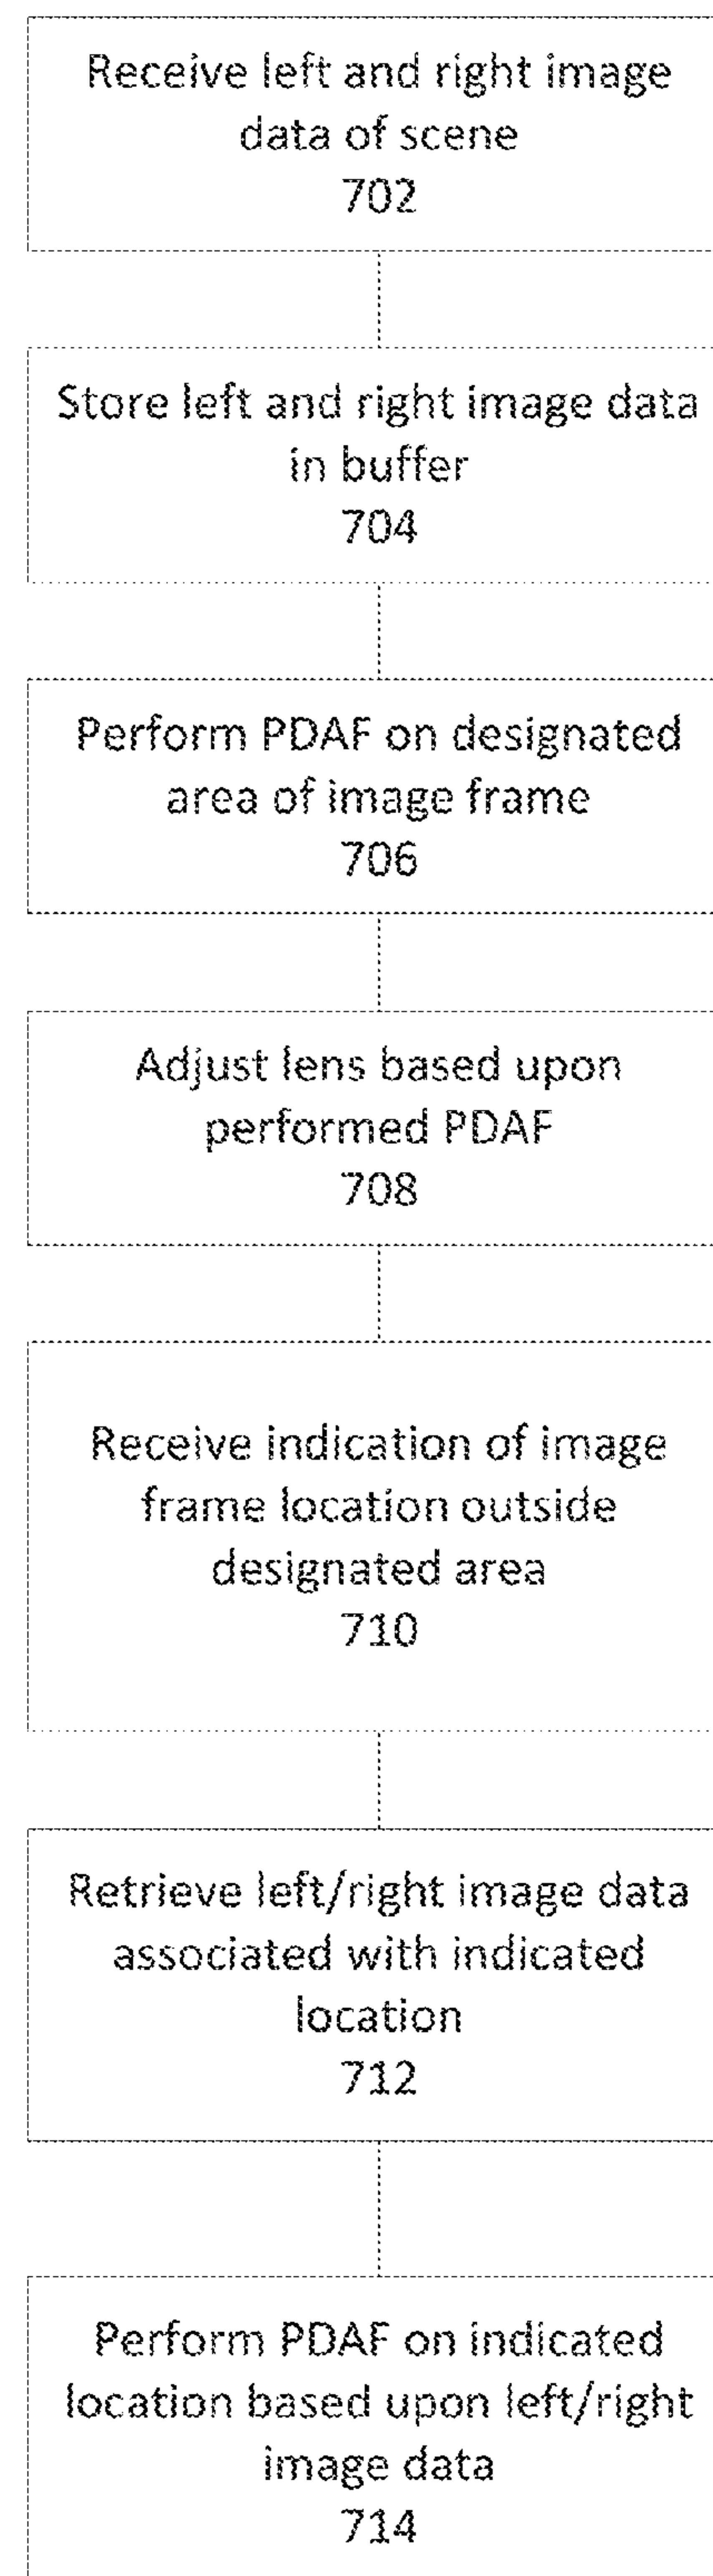 Receive left and right image
data of scene
702
Store left and right image data
in buffer
704
Perform PDAF on designated
area of image frame
706
Adjust lens based upon
performed PDAF
708
Receive indication of image
frame location outside
designated area
710
Retrieve left/right image data
associated with indicated
location
712
Perform PDAF on indicated
location based upon left/right
image data
714